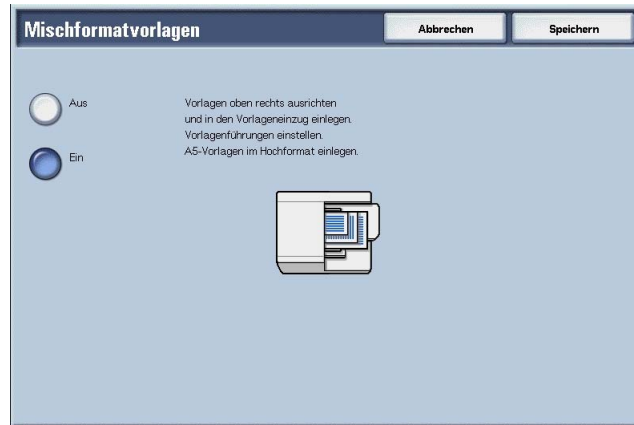 Mischformatvorlagen
Abbrechen
Speichern
Aus
Vorlagen oben rechts ausrichten
und in den Vorlageneinzug einlegen.
Vorlagenführungen einstellen.
A5-Vorlagen im Hochformat einlegen.
Ein